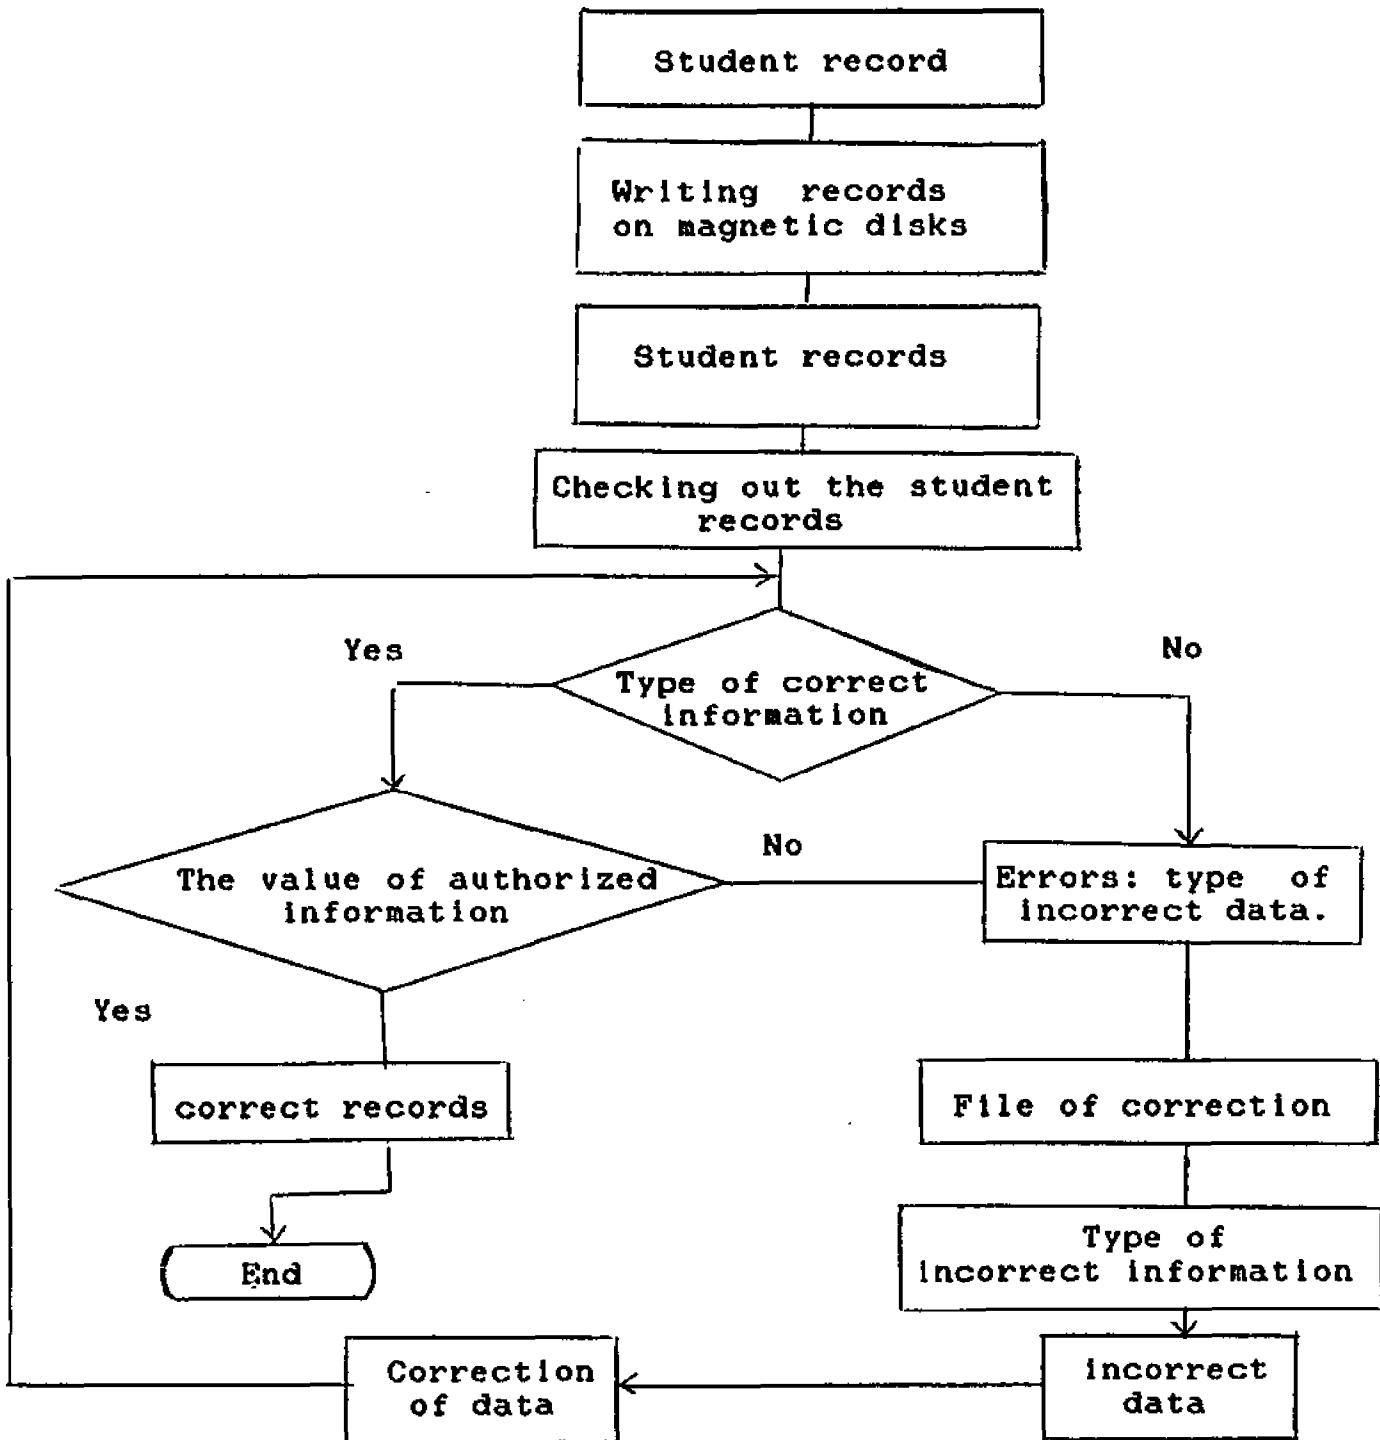 Student record
Writing records
on magnetic disks
Student records
Checking out the student
records
Yes
No
Type of correct
information
No
The value of authorized
information
Errors: type of
incorrect data.
Yes
correct records
File of correction
Type of
incorrect information
End
Correction
of data
incorrect
data